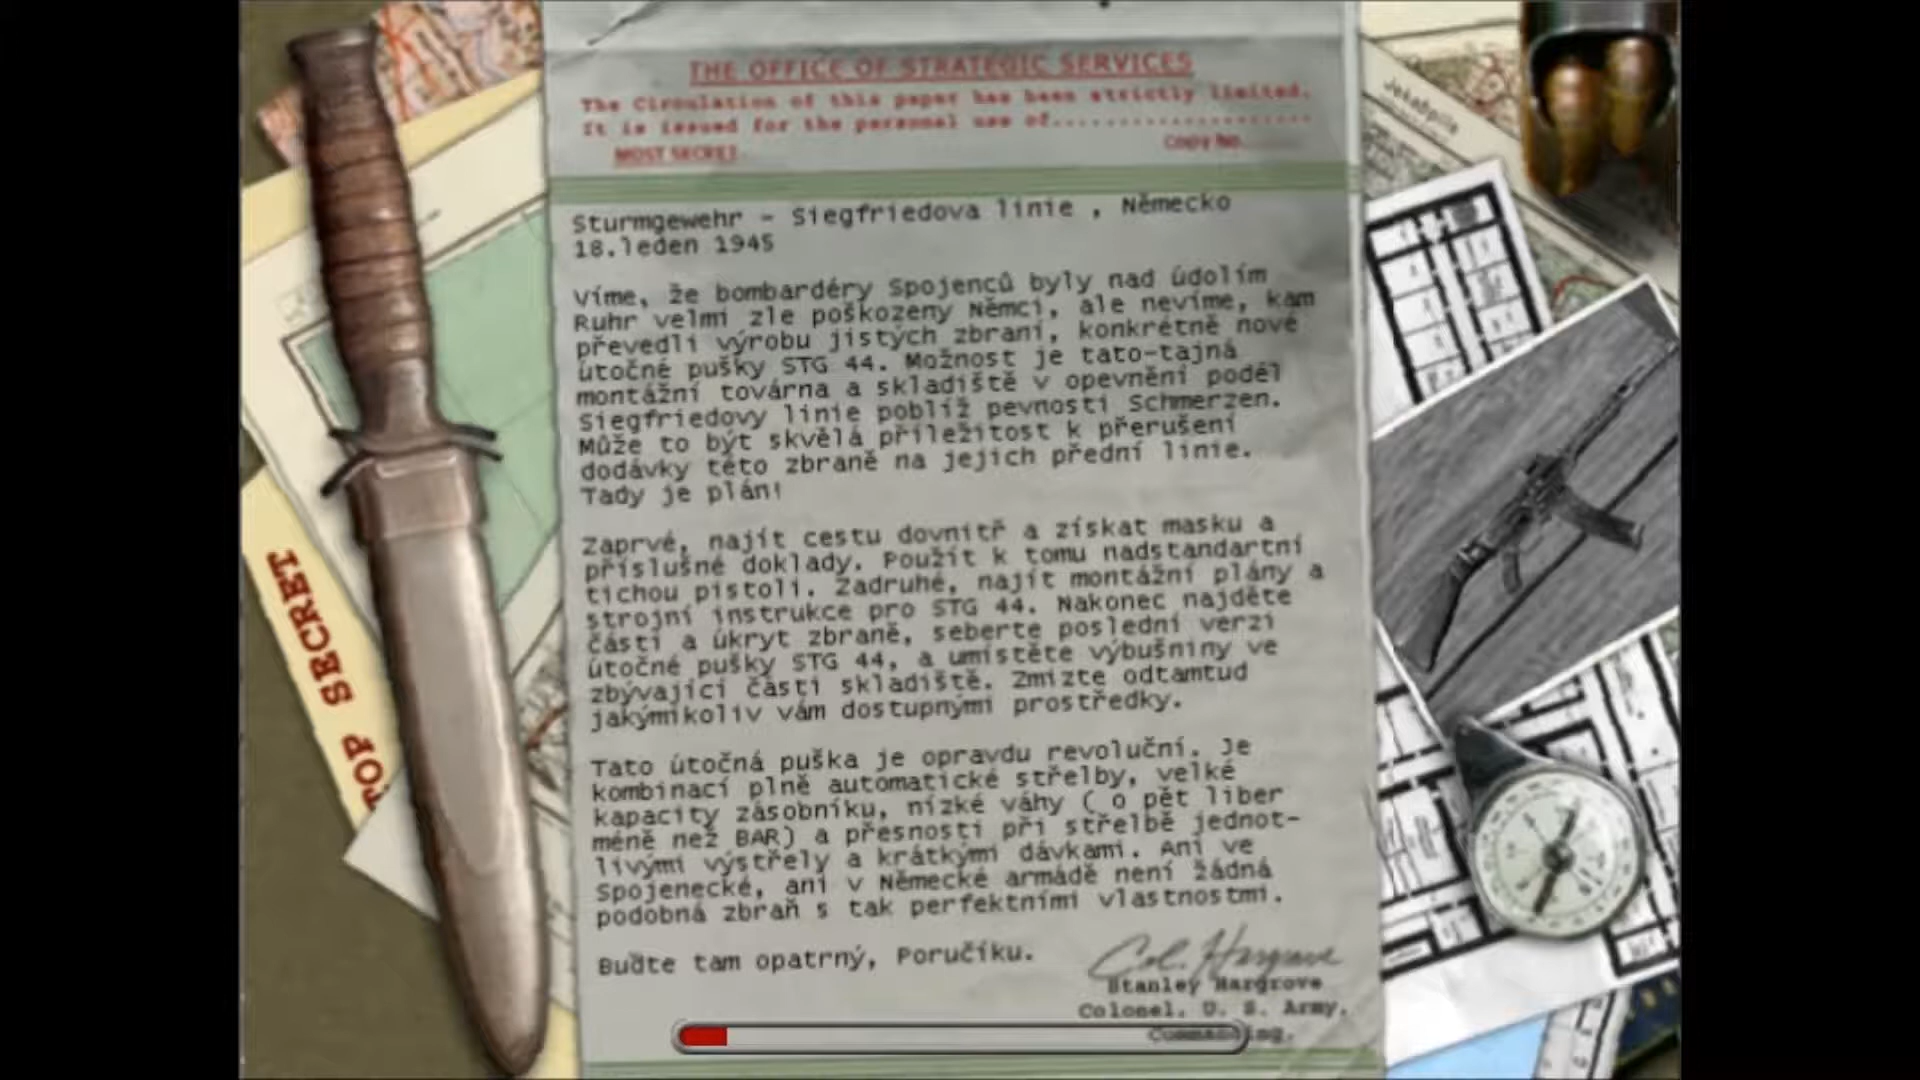 THE OFFICE OF STRATEGIC SERVICES
The Circulation of this paper has been strictly limited.
It is issued for the personal use of....................
MOST SECRET
Copy No.......
Sturmgewehr - Siegfriedova linie , Německo
18.leden 1945
Víme, že bombardéry Spojenců byly nad údolím
Ruhr velmi zle poškozeny Němci, ale nevíme, kam
převedli výrobu jistých zbraní, konkrétně nové
útočné pušky STG 44. Možnost je tato-tajná
montážní továrna a skladiště v opevnění podél
Siegfriedovy linie poblíž pevnosti Schmerzen.
Může to být skvělá příležitost k přerušení
dodávky této zbraně na jejich přední linie.
Tady je plán!
Zaprvé, najít cestu dovnitř a získat masku a
příslušné doklady. Použít k tomu nadstandartní
tichou pistoli. Zadruhé, najít montážní plány a
strojní instrukce pro STG 44. Nakonec najděte
části a úkryt zbraně, seberte poslední verzi
útočné pušky STG 44, a umístěte výbušniny ve
zbývající části skladiště. Zmizte odtamtud
jakýmikoliv vám dostupnými prostředky.
Tato útočná puška je opravdu revoluční. Je
kombinací plně automatické střelby, velké
kapacity zásobníku, nízké váhy ( o pět liber
méně než BAR) a přesnosti při střelbě jednot-
livými výstřely a krátkými dávkami. Ani ve
Spojenecké, ani v Německé armádě není žádná
podobná zbraň s tak perfektními vlastnostmi.
Buďte tam opatrný, Poručíku.
Col. Hargrove
Stanley Hargrove
Colonel. U. S. Army.
Commanding.
TOP SECRET
Jekabpils